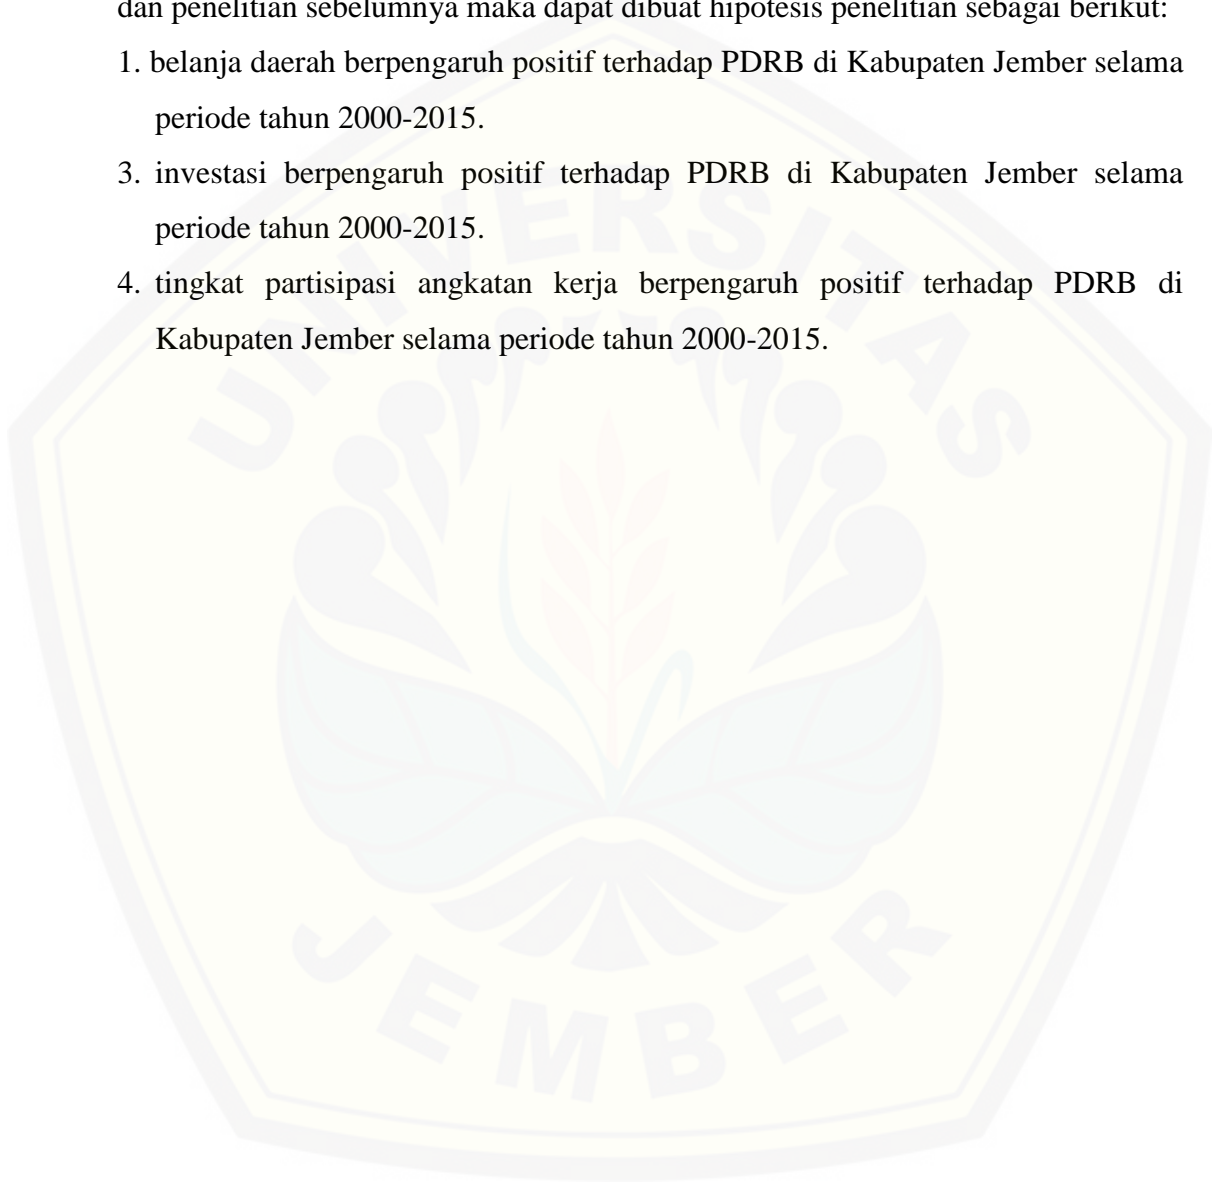 dan penelitian sebelumnya maka dapat dibuat hipotesis penelitian sebagai berikut:
1. belanja daerah berpengaruh positif terhadap PDRB di Kabupaten Jember selama
periode tahun 2000-2015.
3. investasi berpengaruh positif terhadap PDRB di Kabupaten Jember selama
periode tahun 2000-2015.
4. tingkat partisipasi angkatan kerja berpengaruh positif terhadap PDRB di
Kabupaten Jember selama periode tahun 2000-2015.
UNIVERSITAS
JEMBER